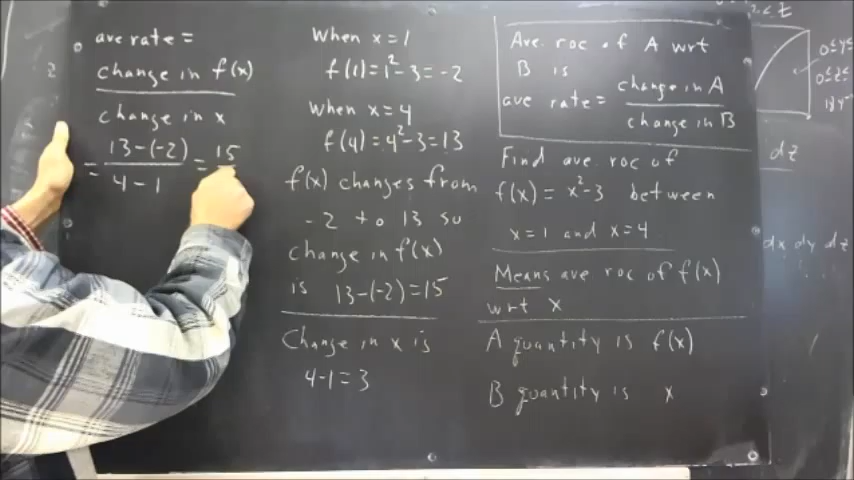 ave rate =
change in f(x)
change in x
= 13-(-2) / 4-1 = 15
When x=1
f(1)=1²-3=-2
When x=4
f(4)=4²-3=13
f(x) changes from
-2 to 13 so
change in f(x)
is 13-(-2)=15
Change in x is
4-1=3
Ave. roc of A wrt
B is
ave rate = change in A / change in B
Find ave. roc of
f(x) = x²-3 between
x=1 and x=4
Means ave roc of f(x)
wrt x
A quantity is f(x)
B quantity is x
dz
dx dy dz